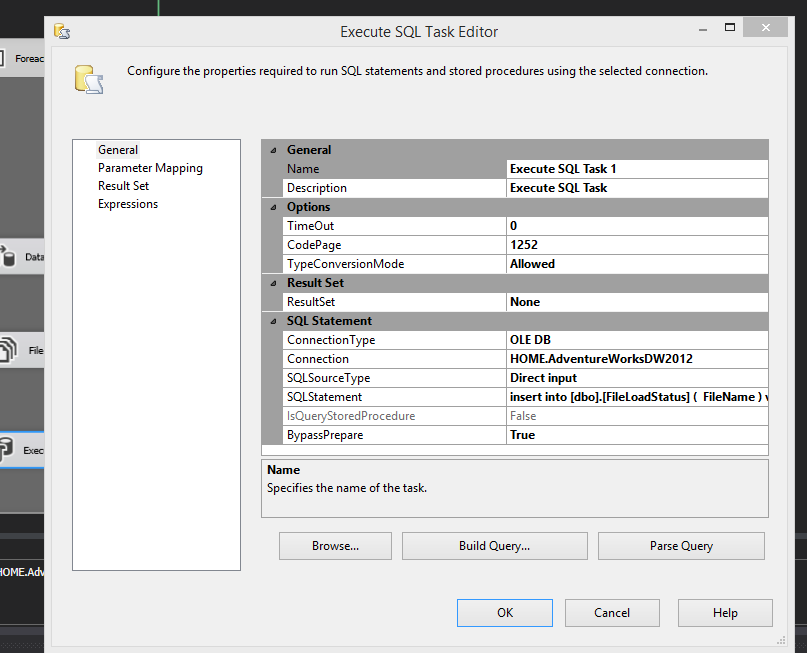 Execute SQL Task Editor
Foreac
Configure the properties required to run SQL statements and stored procedures using the selected connection.
General
Parameter Mapping
Result Set
Expressions
General
Name Execute SQL Task 1
Description Execute SQL Task
Options
TimeOut 0
CodePage 1252
TypeConversionMode Allowed
Result Set
ResultSet None
SQL Statement
ConnectionType OLE DB
Connection HOME.AdventureWorksDW2012
SQLSourceType Direct input
SQLStatement insert into [dbo].[FileLoadStatus] ( FileName ) v
IsQueryStoredProcedure False
BypassPrepare True
Name
Specifies the name of the task.
Browse...
Build Query...
Parse Query
OK
Cancel
Help
Data
File
Exec
HOME.Adv